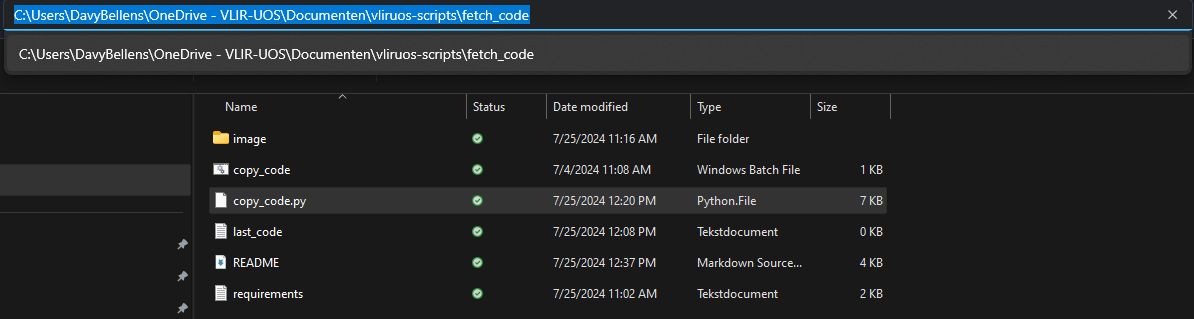 C:\Users\DavyBellens\OneDrive - VLIR-UOS\Documenten\vliruos-scripts\fetch_code
C:\Users\DavyBellens\OneDrive - VLIR-UOS\Documenten\vliruos-scripts\fetch_code
Name Status Date modified Type Size
image 7/25/2024 11:16 AM File folder
copy_code 7/4/2024 11:08 AM Windows Batch File 1 KB
copy_code.py 7/25/2024 12:20 PM Python.File 7 KB
last_code 7/25/2024 12:08 PM Tekstdocument 0 KB
README 7/25/2024 12:37 PM Markdown Source... 4 KB
requirements 7/25/2024 11:02 AM Tekstdocument 2 KB